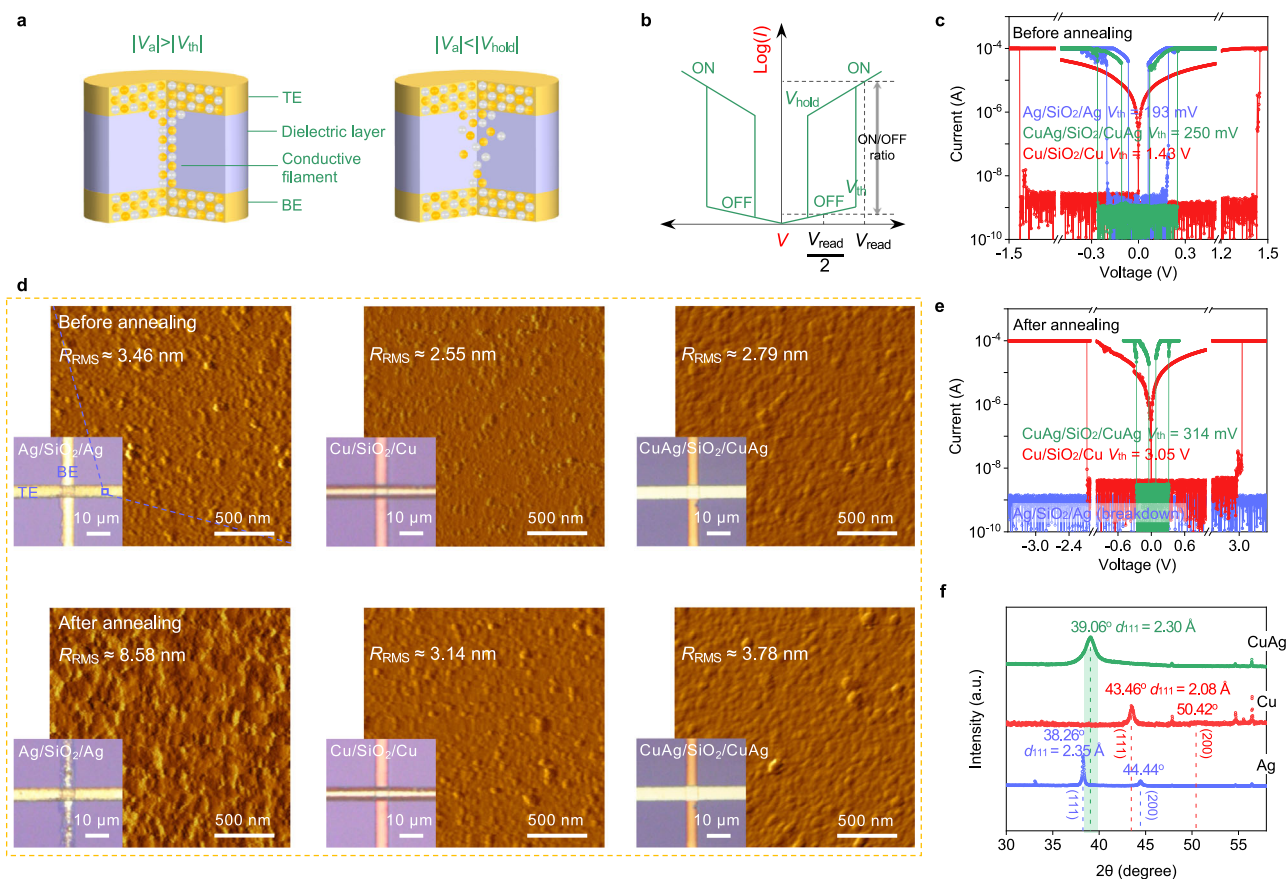 a
|Va|>|Vth|
|Va|<|Vhold|
TE
Dielectric layer
Conductive
filament
BE
b
Log(I)
ON
ON
Vhold
ON/OFF
ratio
Vth
OFF
OFF
V
Vread
2
Vread
c
Before annealing
Ag/SiO2/Ag Vth = 193 mV
CuAg/SiO2/CuAg Vth = 250 mV
Cu/SiO2/Cu Vth = 1.43 V
Current (A)
10-4
10-6
10-8
10-10
-1.5 -0.3 0.0 0.3 1.2 1.5
Voltage (V)
d
Before annealing
RRMS ≈ 3.46 nm
Ag/SiO2/Ag
BE
TE
10 µm
500 nm
RRMS ≈ 2.55 nm
Cu/SiO2/Cu
10 µm
500 nm
RRMS ≈ 2.79 nm
CuAg/SiO2/CuAg
10 µm
500 nm
After annealing
RRMS ≈ 8.58 nm
Ag/SiO2/Ag
10 µm
500 nm
RRMS ≈ 3.14 nm
Cu/SiO2/Cu
10 µm
500 nm
RRMS ≈ 3.78 nm
CuAg/SiO2/CuAg
10 µm
500 nm
e
After annealing
CuAg/SiO2/CuAg Vth = 314 mV
Cu/SiO2/Cu Vth = 3.05 V
Ag/SiO2/Ag (breakdown)
Current (A)
10-4
10-6
10-8
10-10
-3.0 -2.4 -0.6 0.0 0.6 3.0
Voltage (V)
f
39.06° d111 = 2.30 Å
CuAg
43.46° d111 = 2.08 Å
Cu
50.42°
(111)
(200)
38.26°
d111 = 2.35 Å
44.44°
Ag
(111)
(200)
Intensity (a.u.)
30 35 40 45 50 55
2θ (degree)